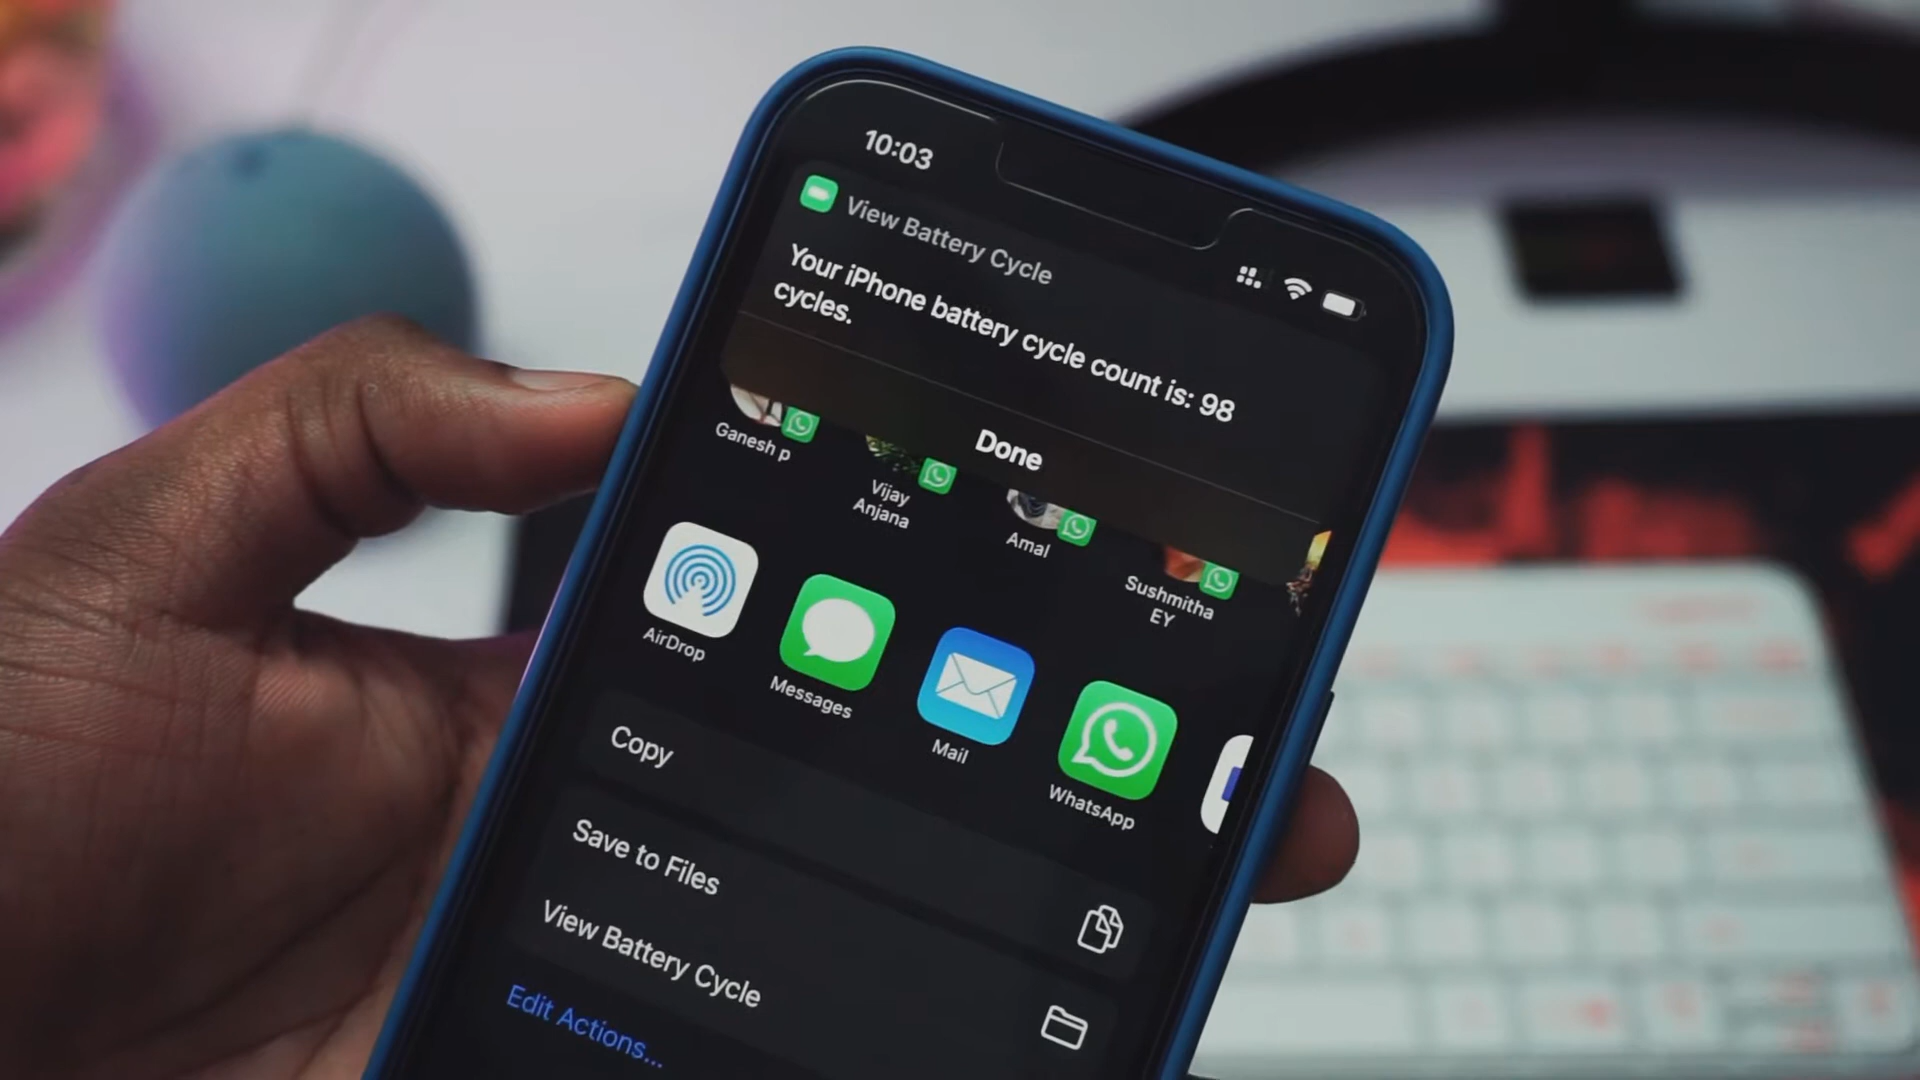 10:03
View Battery Cycle
Your iPhone battery cycle count is: 98
cycles.
Done
Ganesh p
Vijay
Anjana
Amal
Sushmitha
EY
AirDrop
Messages
Mail
WhatsApp
Copy
Save to Files
View Battery Cycle
Edit Actions...